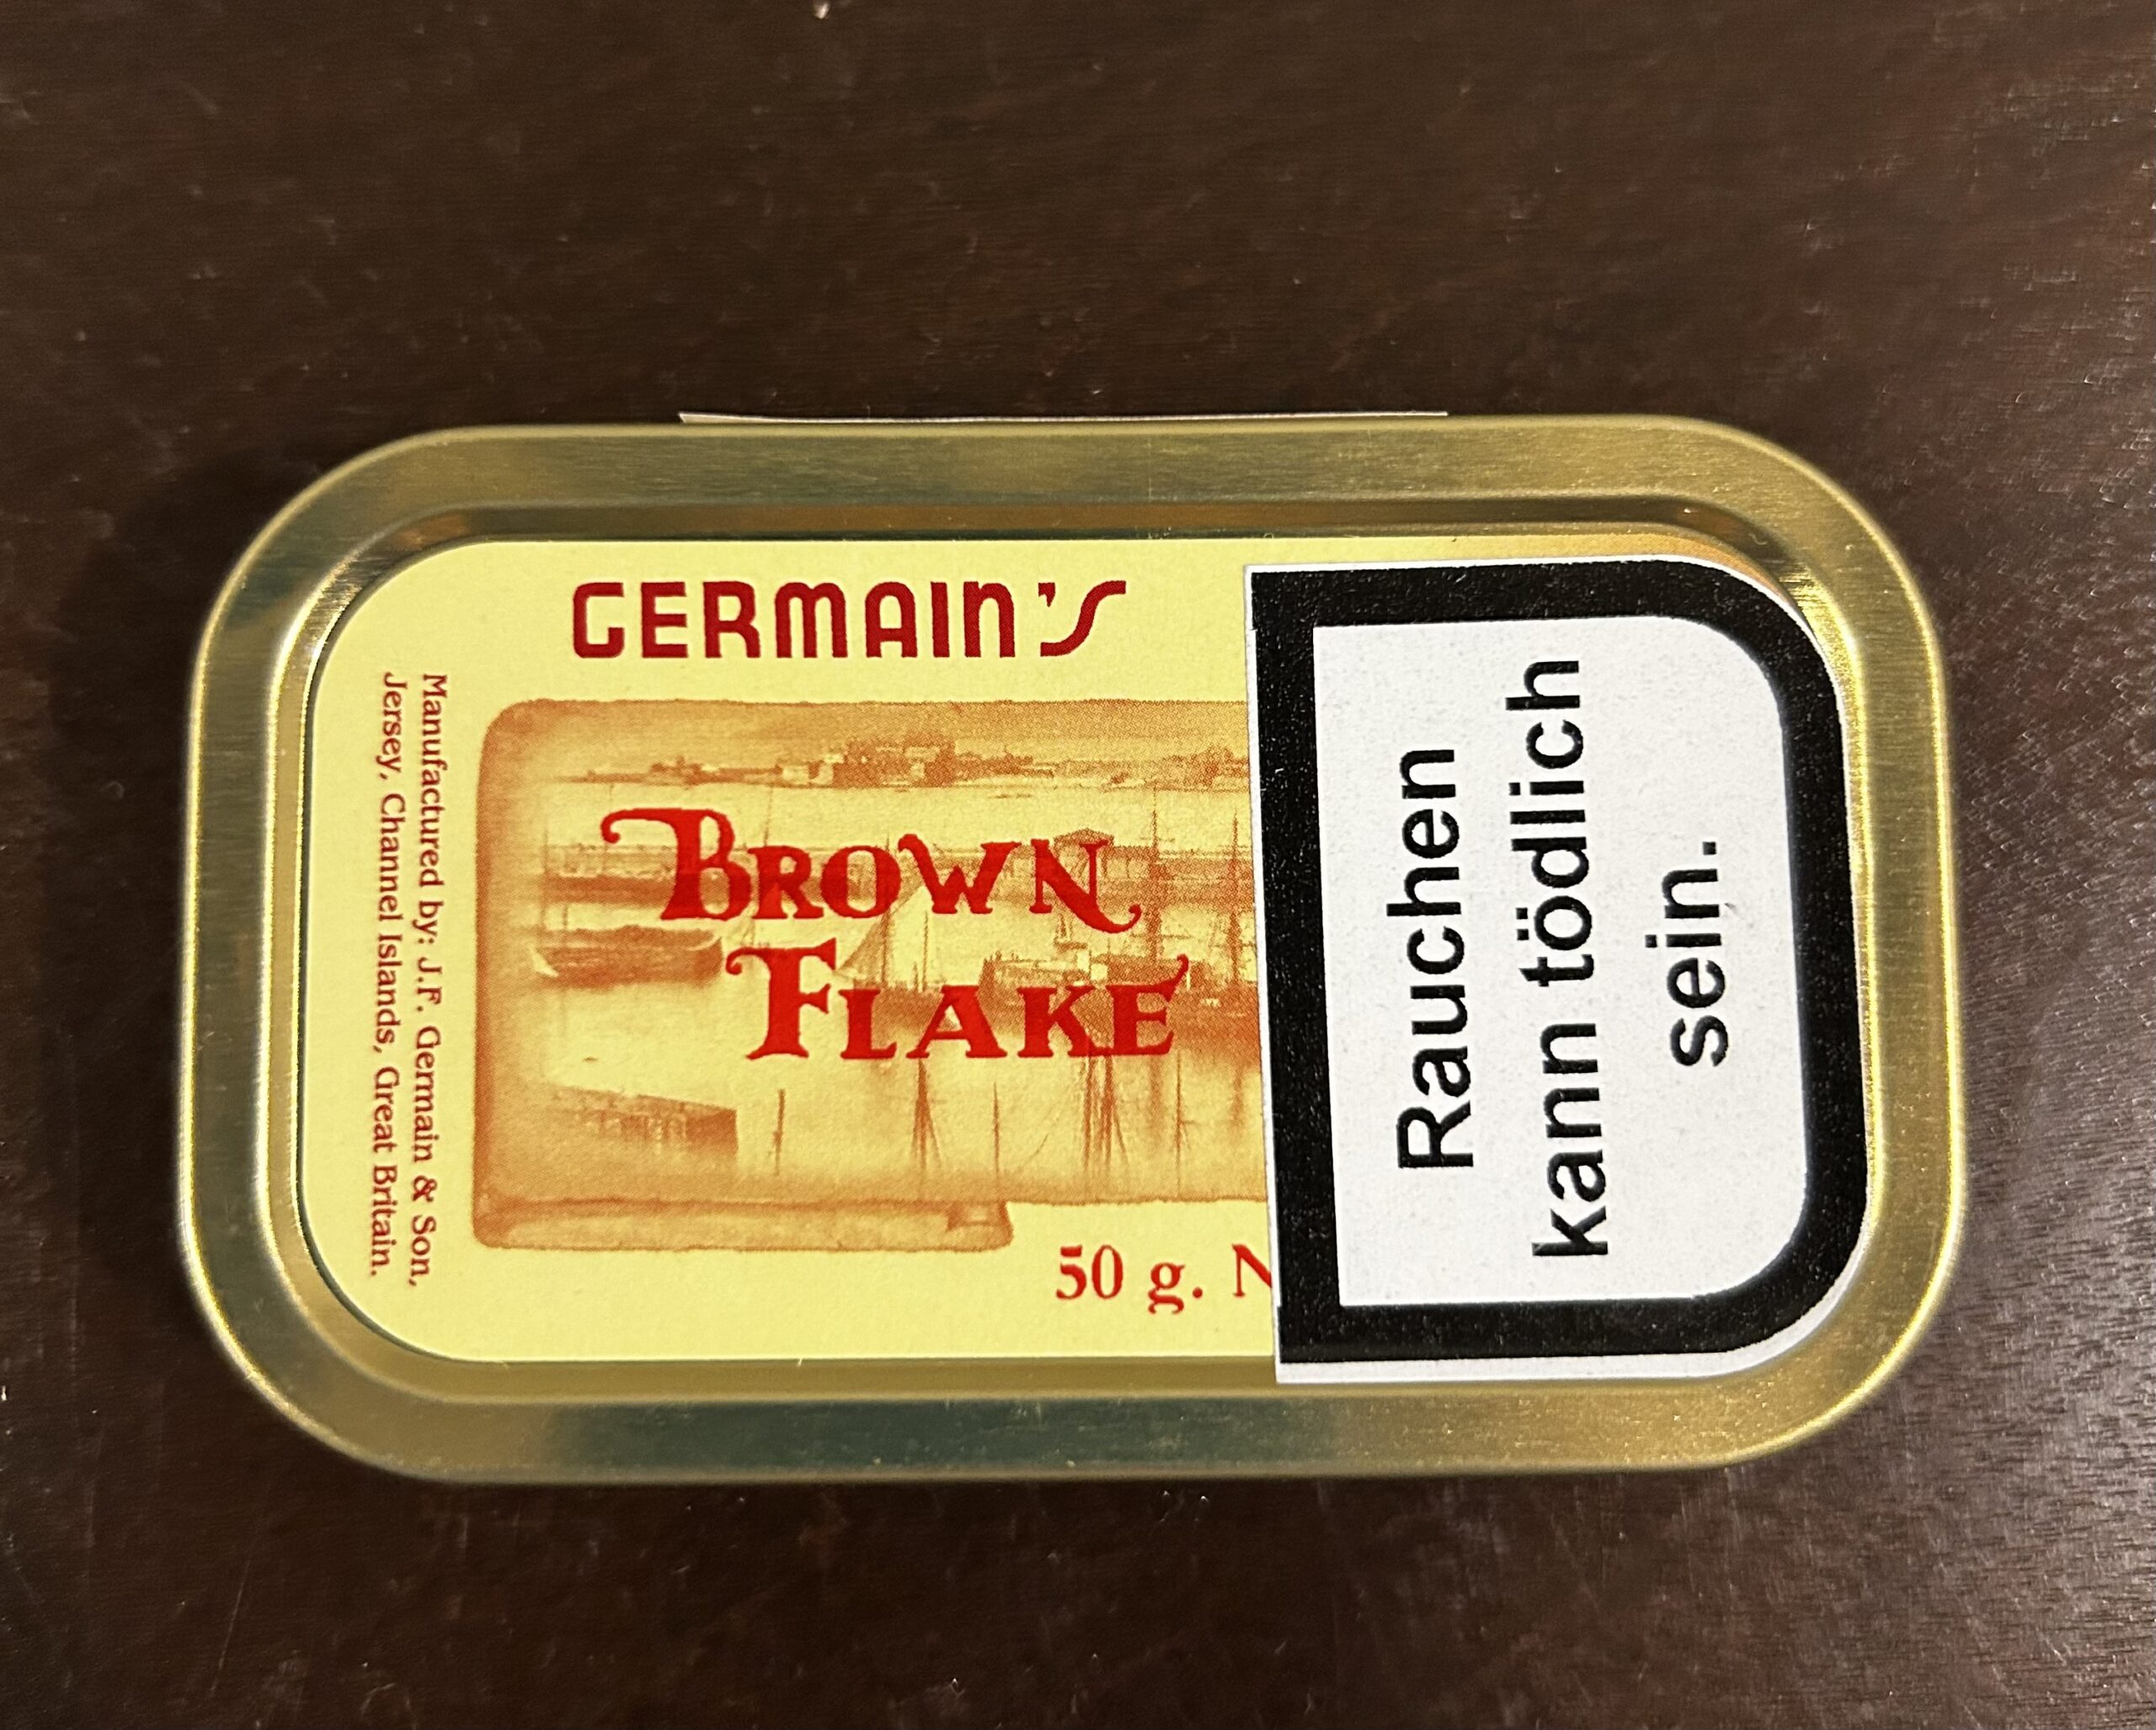 GERMAIN'S
Manufactured by: J.F. Germain & Son,
Jersey, Channel Islands, Great Britain.
BROWN
FLAKE
50 g. N
Rauchen
kann tödlich
sein.